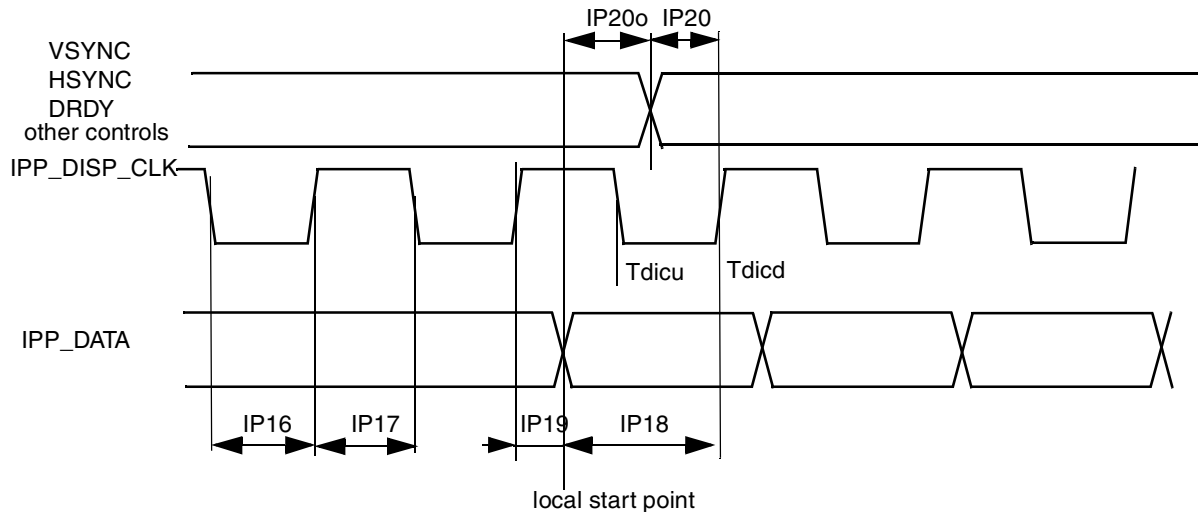 IP20o
IP20
VSYNC
HSYNC
DRDY
other controls
IPP_DISP_CLK
Tdicu
Tdicd
IPP_DATA
IP16
IP17
IP19
IP18
local start point